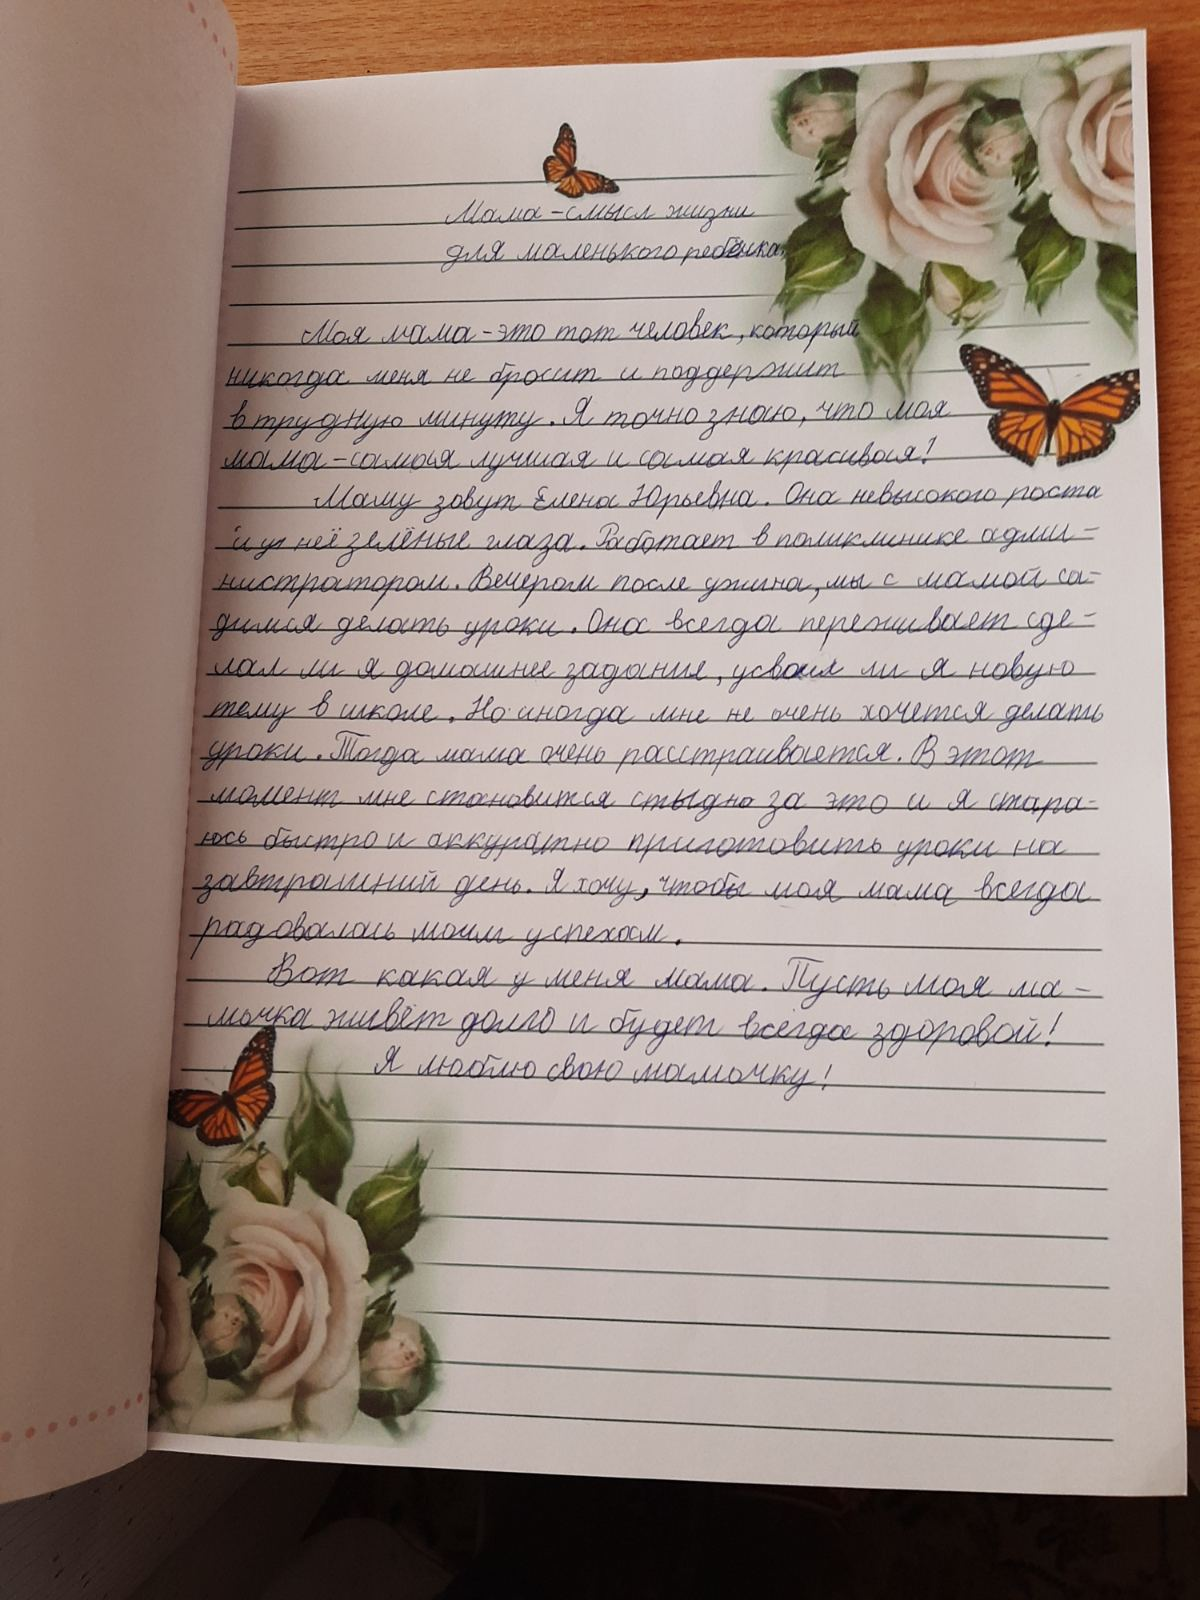 Мама-смысл жизни
для маленького ребёнка.
Моя мама-это тот человек, который
никогда меня не бросит и поддержит
в трудную минуту. Я точно знаю, что моя
мама-самая лучшая и самая красивая!
Маму зовут Елена Юрьевна. Она невысокого роста
и у неё зелёные глаза. Работает в поликлинике адми-
нистратором. Вечером после ужина, мы с мамой са-
димся делать уроки. Она всегда переживает сде-
лал ли я домашнее задание, усвоил ли я новую
тему в школе. Но иногда мне не очень хочется делать
уроки. Тогда мама очень расстраивается. В этот
момент мне становится стыдно за это и я стара-
юсь быстро и аккуратно приготовить уроки на
завтрашний день. Я хочу, чтобы моя мама всегда
радовалась моим успехам.
Вот какая у меня мама. Пусть моя ма-
мочка живёт долго и будет всегда здоровой!
Я люблю свою мамочку!